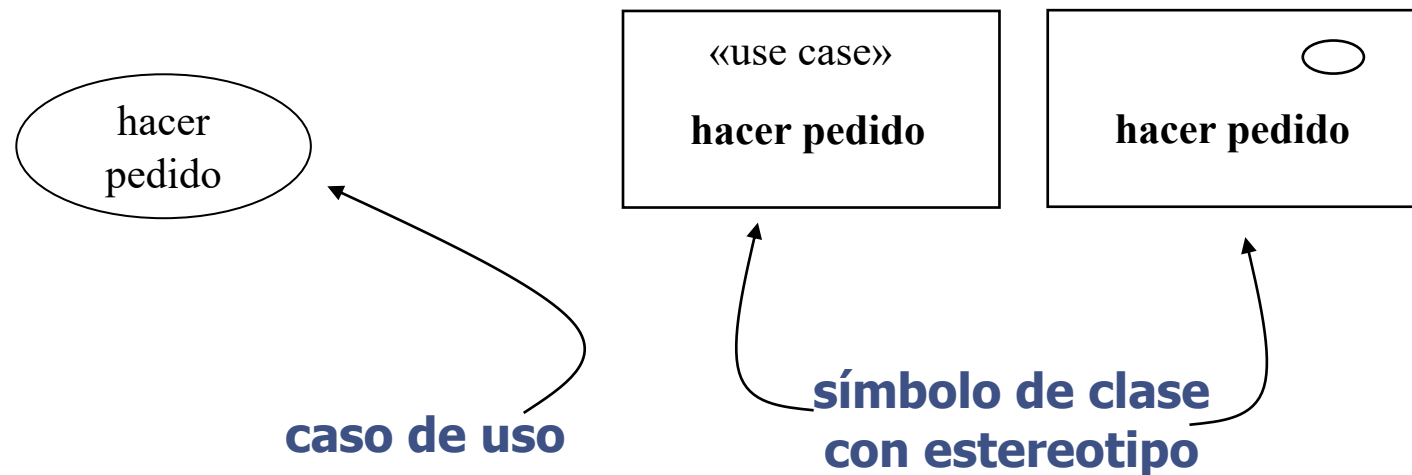 hacer
pedido
«use case»
hacer pedido
hacer pedido
caso de uso
símbolo de clase
con estereotipo